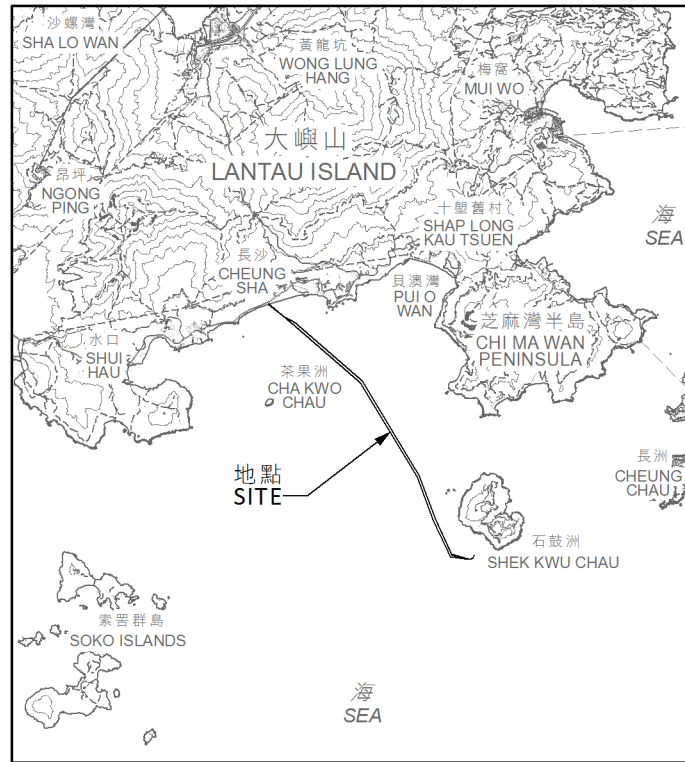 沙螺灣
SHA LO WAN
黃龍坑
WONG LUNG
HANG
梅窩
MUI WO
大嶼山
LANTAU ISLAND
昂坪
NGONG
PING
十塱舊村
SHAP LONG
KAU TSUEN
海
SEA
長沙
CHEUNG
SHA
貝澳灣
PUI O
WAN
芝麻灣半島
CHI MA WAN
PENINSULA
水口
SHUI
HAU
茶果洲
CHA KWO
CHAU
地點
SITE
長洲
CHEUNG
CHAU
石鼓洲
SHEK KWU CHAU
索罟群島
SOKO ISLANDS
海
SEA